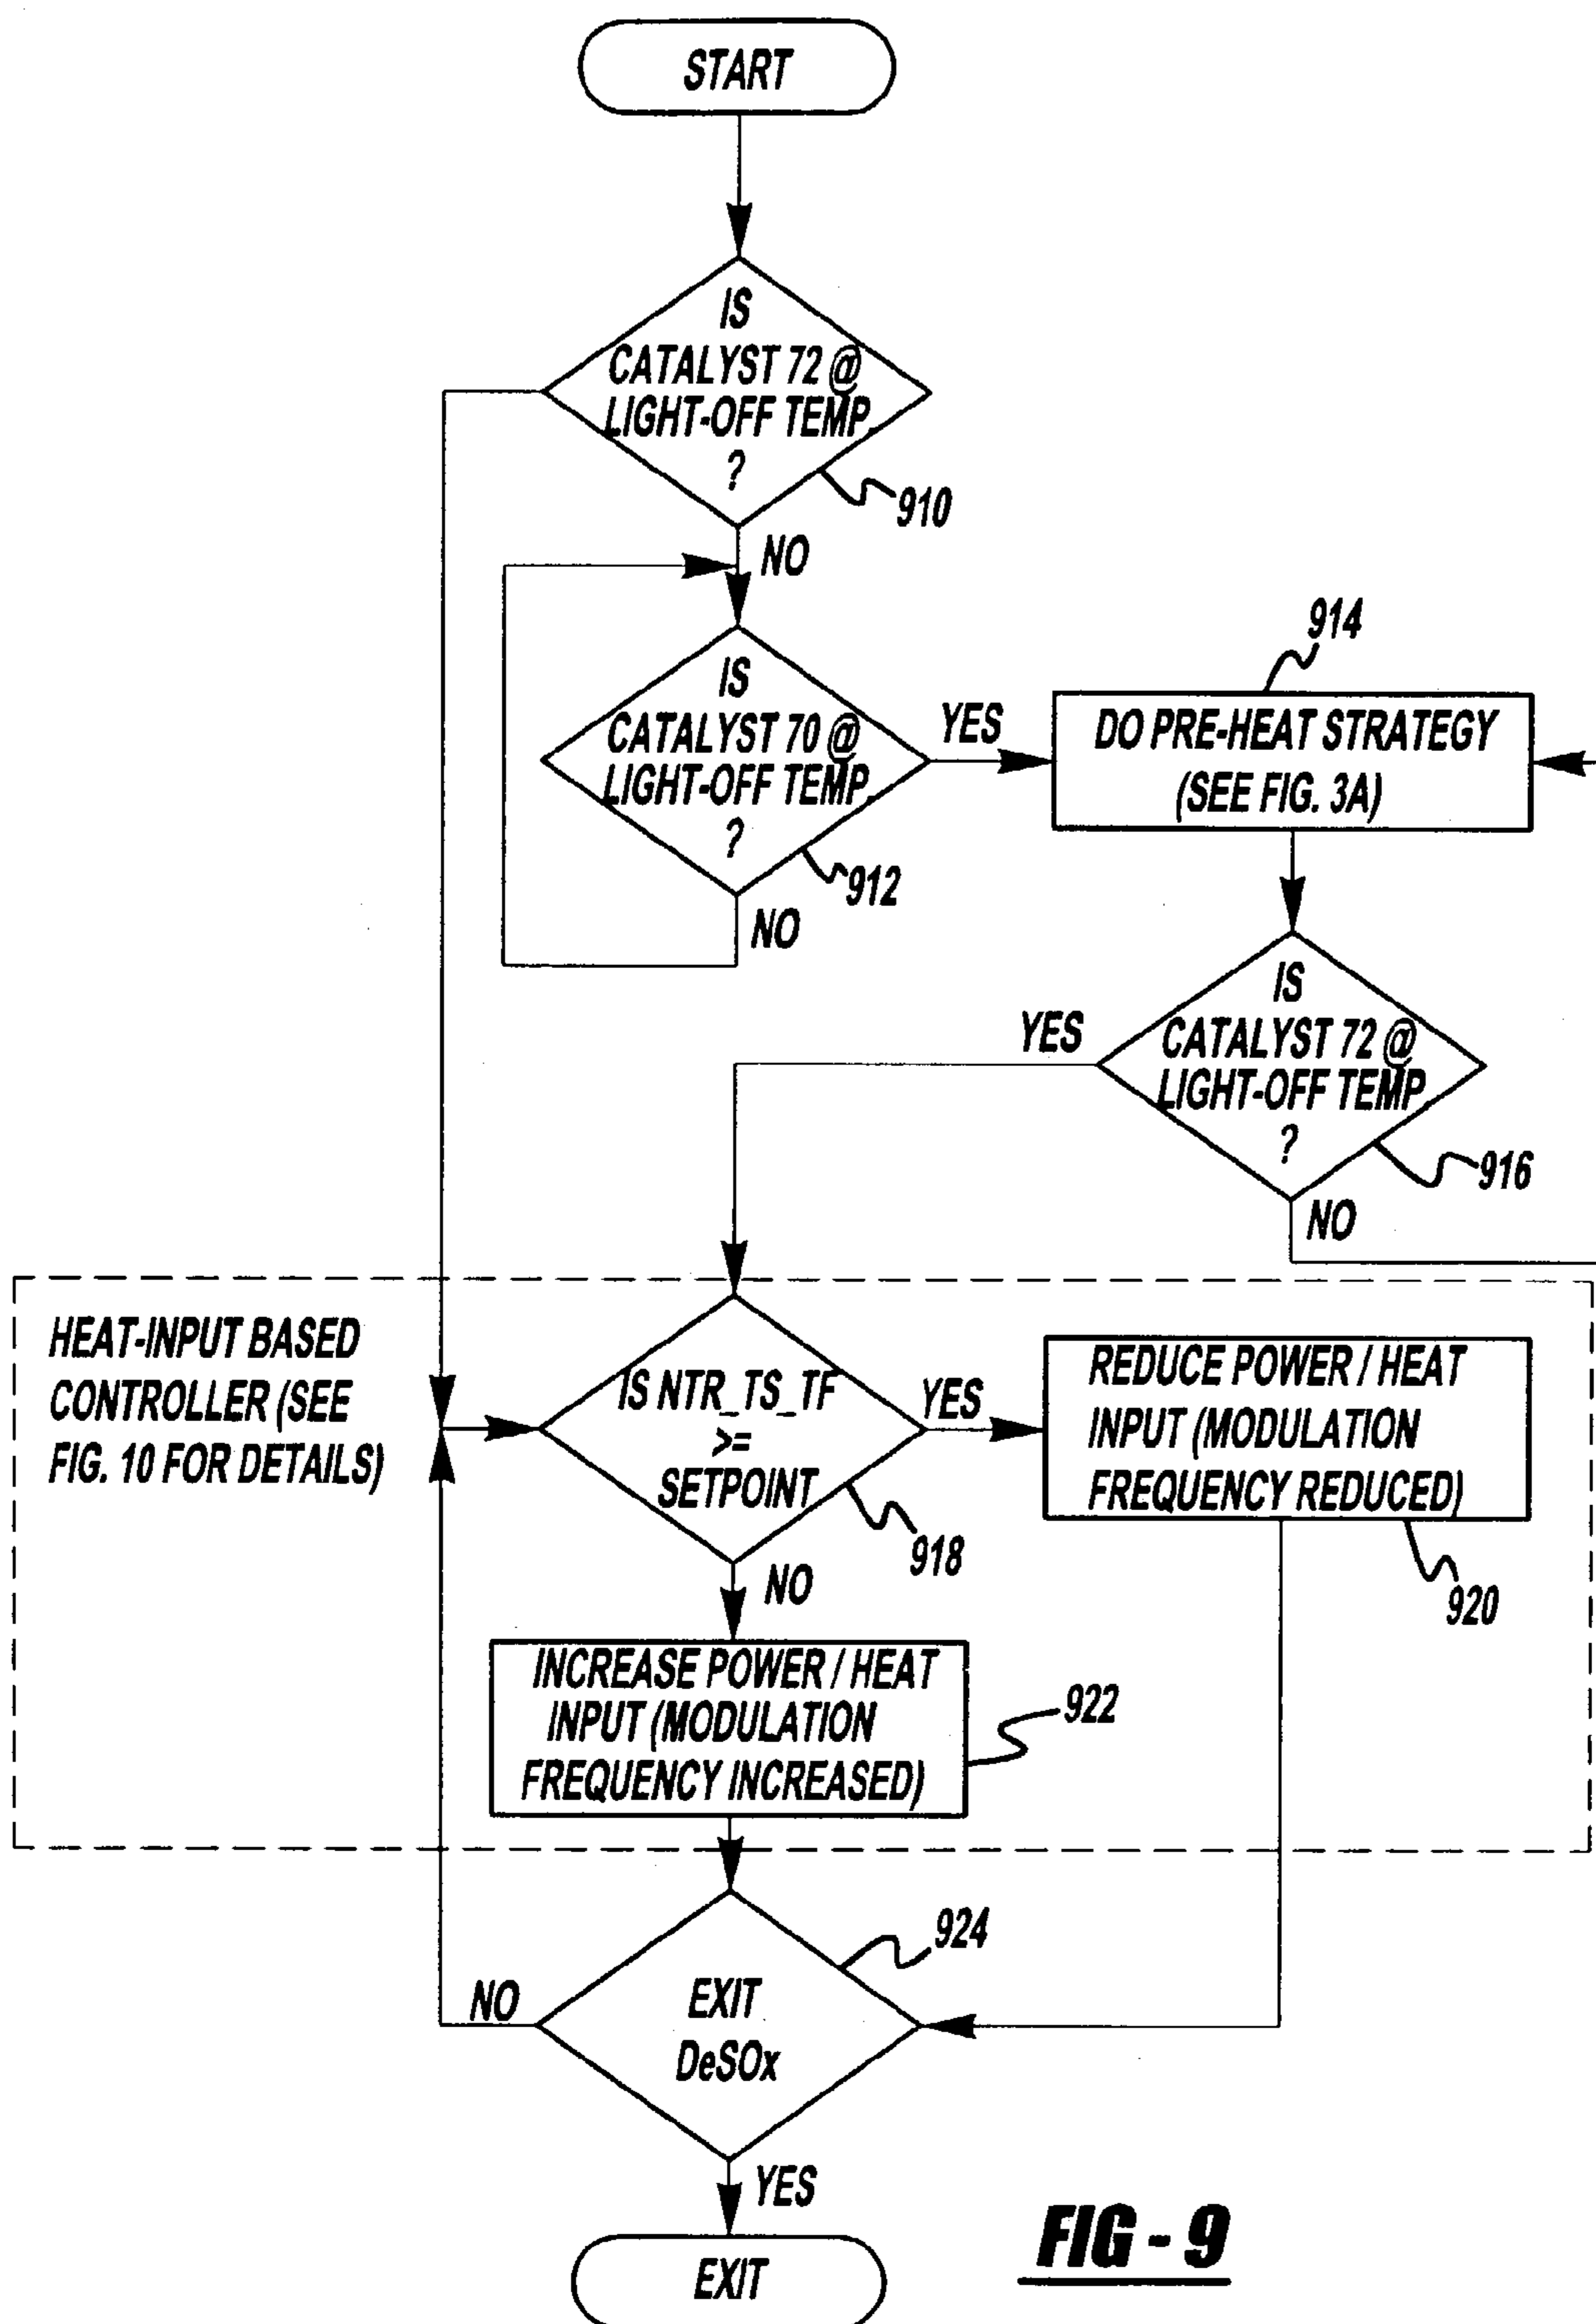 START
IS
CATALYST 72 @
LIGHT-OFF TEMP.
?
910
NO
914
IS
CATALYST 70 @
LIGHT-OFF TEMP.
?
YES
DO PRE-HEAT STRATEGY
(SEE FIG. 3A)
912
NO
IS
CATALYST 72 @
LIGHT-OFF TEMP
?
YES
916
NO
HEAT-INPUT BASED
CONTROLLER (SEE
FIG. 10 FOR DETAILS)
IS NTR_TS_TF
>=
SETPOINT
YES
REDUCE POWER / HEAT
INPUT (MODULATION
FREQUENCY REDUCED)
918
920
NO
INCREASE POWER / HEAT
INPUT (MODULATION
FREQUENCY INCREASED)
922
924
EXIT
DeSOx
NO
YES
EXIT
FIG - 9